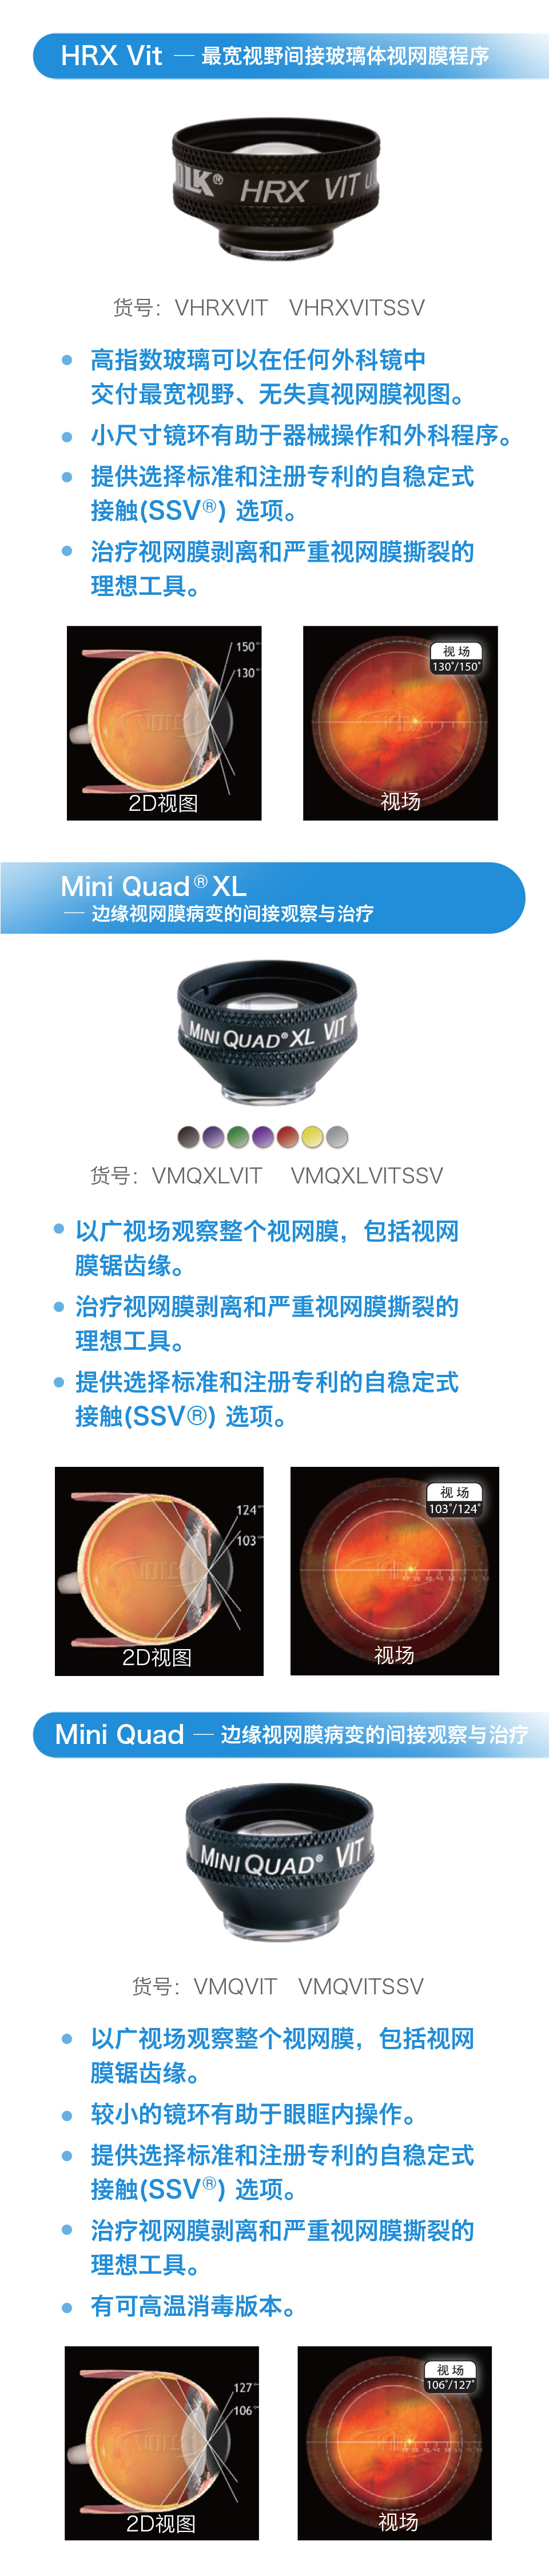 HRX Vit — 最宽视野间接玻璃体视网膜程序
OLK® HRX VIT U
货号：VHRXVIT VHRXVITSSV
高指数玻璃可以在任何外科镜中
交付最宽视野、无失真视网膜视图。
小尺寸镜环有助于器械操作和外科程序。
提供选择标准和注册专利的自稳定式
接触(SSV®) 选项。
治疗视网膜剥离和严重视网膜撕裂的
理想工具。
150°
130°
2D视图
视场
130°/150°
视场
Mini Quad® XL
— 边缘视网膜病变的间接观察与治疗
MINI QUAD® XL VIT
货号：VMQXLVIT VMQXLVITSSV
以广视场观察整个视网膜，包括视网
膜锯齿缘。
治疗视网膜剥离和严重视网膜撕裂的
理想工具。
提供选择标准和注册专利的自稳定式
接触(SSV®) 选项。
124°
103°
2D视图
视场
103°/124°
视场
Mini Quad — 边缘视网膜病变的间接观察与治疗
MINI QUAD® VIT
货号：VMQVIT VMQVITSSV
以广视场观察整个视网膜，包括视网
膜锯齿缘。
较小的镜环有助于眼眶内操作。
提供选择标准和注册专利的自稳定式
接触(SSV®) 选项。
治疗视网膜剥离和严重视网膜撕裂的
理想工具。
有可高温消毒版本。
127°
106°
2D视图
视场
106°/127°
视场